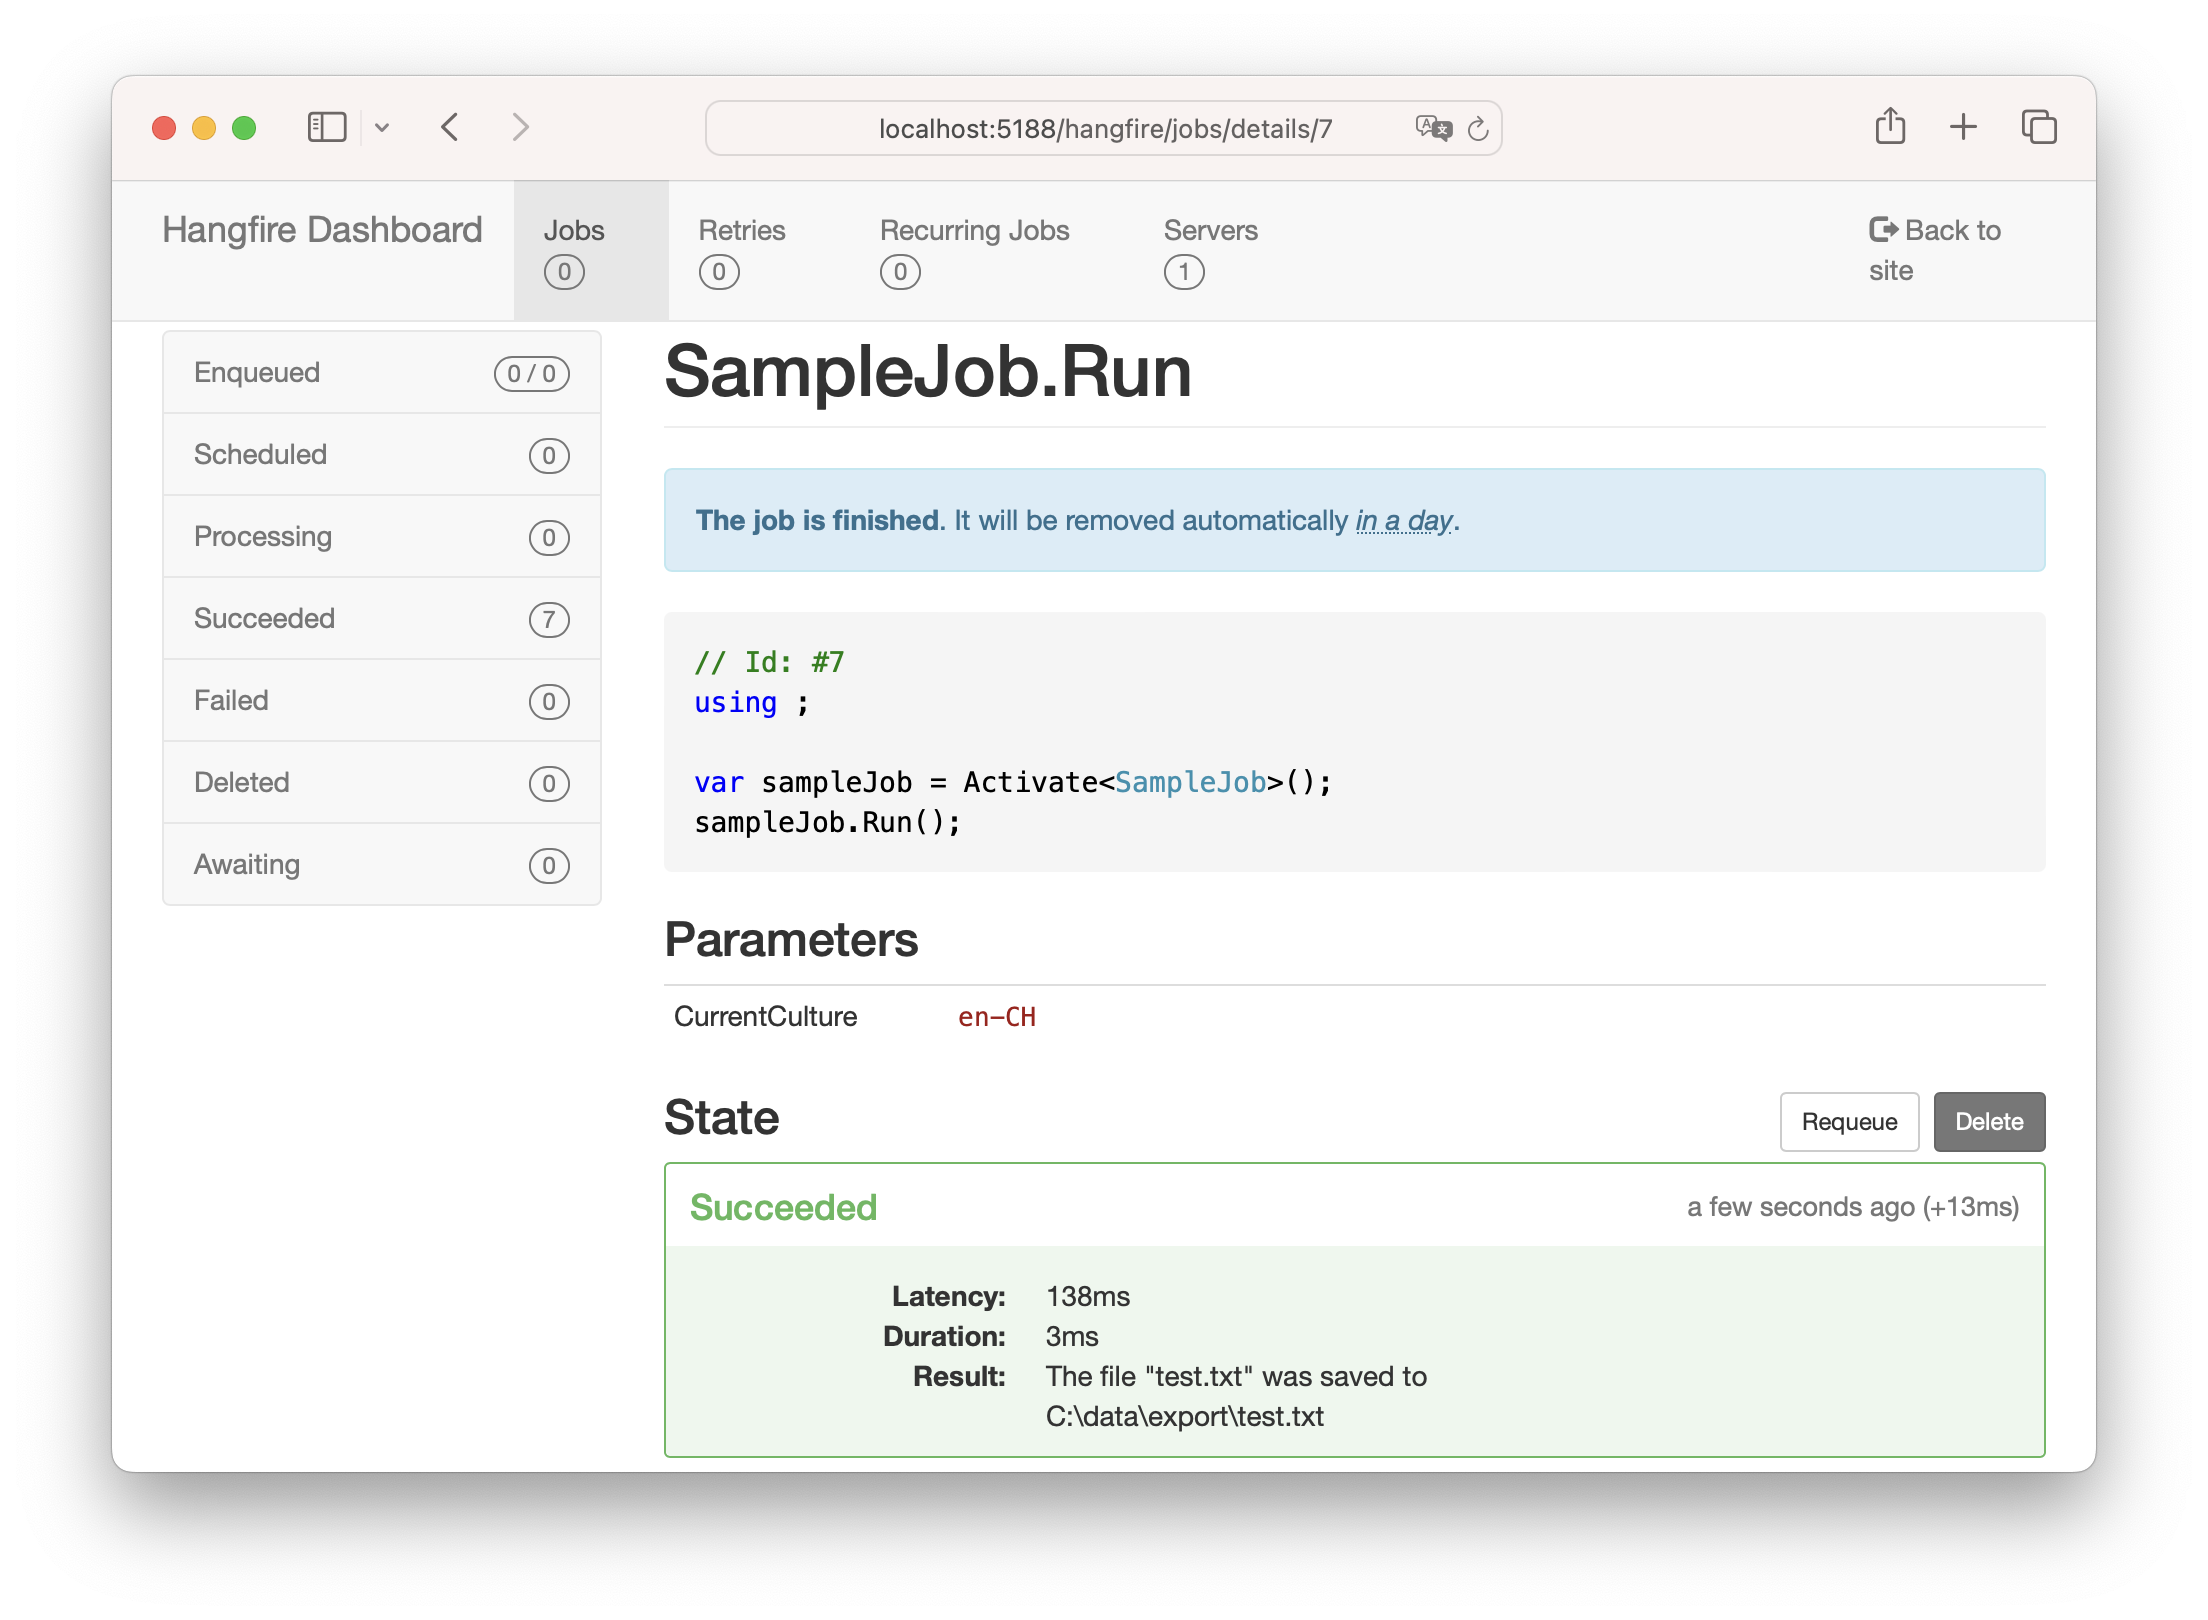 localhost:5188/hangfire/jobs/details/7
Hangfire Dashboard
Jobs
0
Retries
0
Recurring Jobs
0
Servers
1
Back to
site
Enqueued 0 / 0
Scheduled 0
Processing 0
Succeeded 7
Failed 0
Deleted 0
Awaiting 0
SampleJob.Run
The job is finished. It will be removed automatically in a day.
// Id: #7
using ;
var sampleJob = Activate<SampleJob>();
sampleJob.Run();
Parameters
CurrentCulture en-CH
State
Requeue
Delete
Succeeded a few seconds ago (+13ms)
Latency: 138ms
Duration: 3ms
Result: The file "test.txt" was saved to
C:\data\export\test.txt